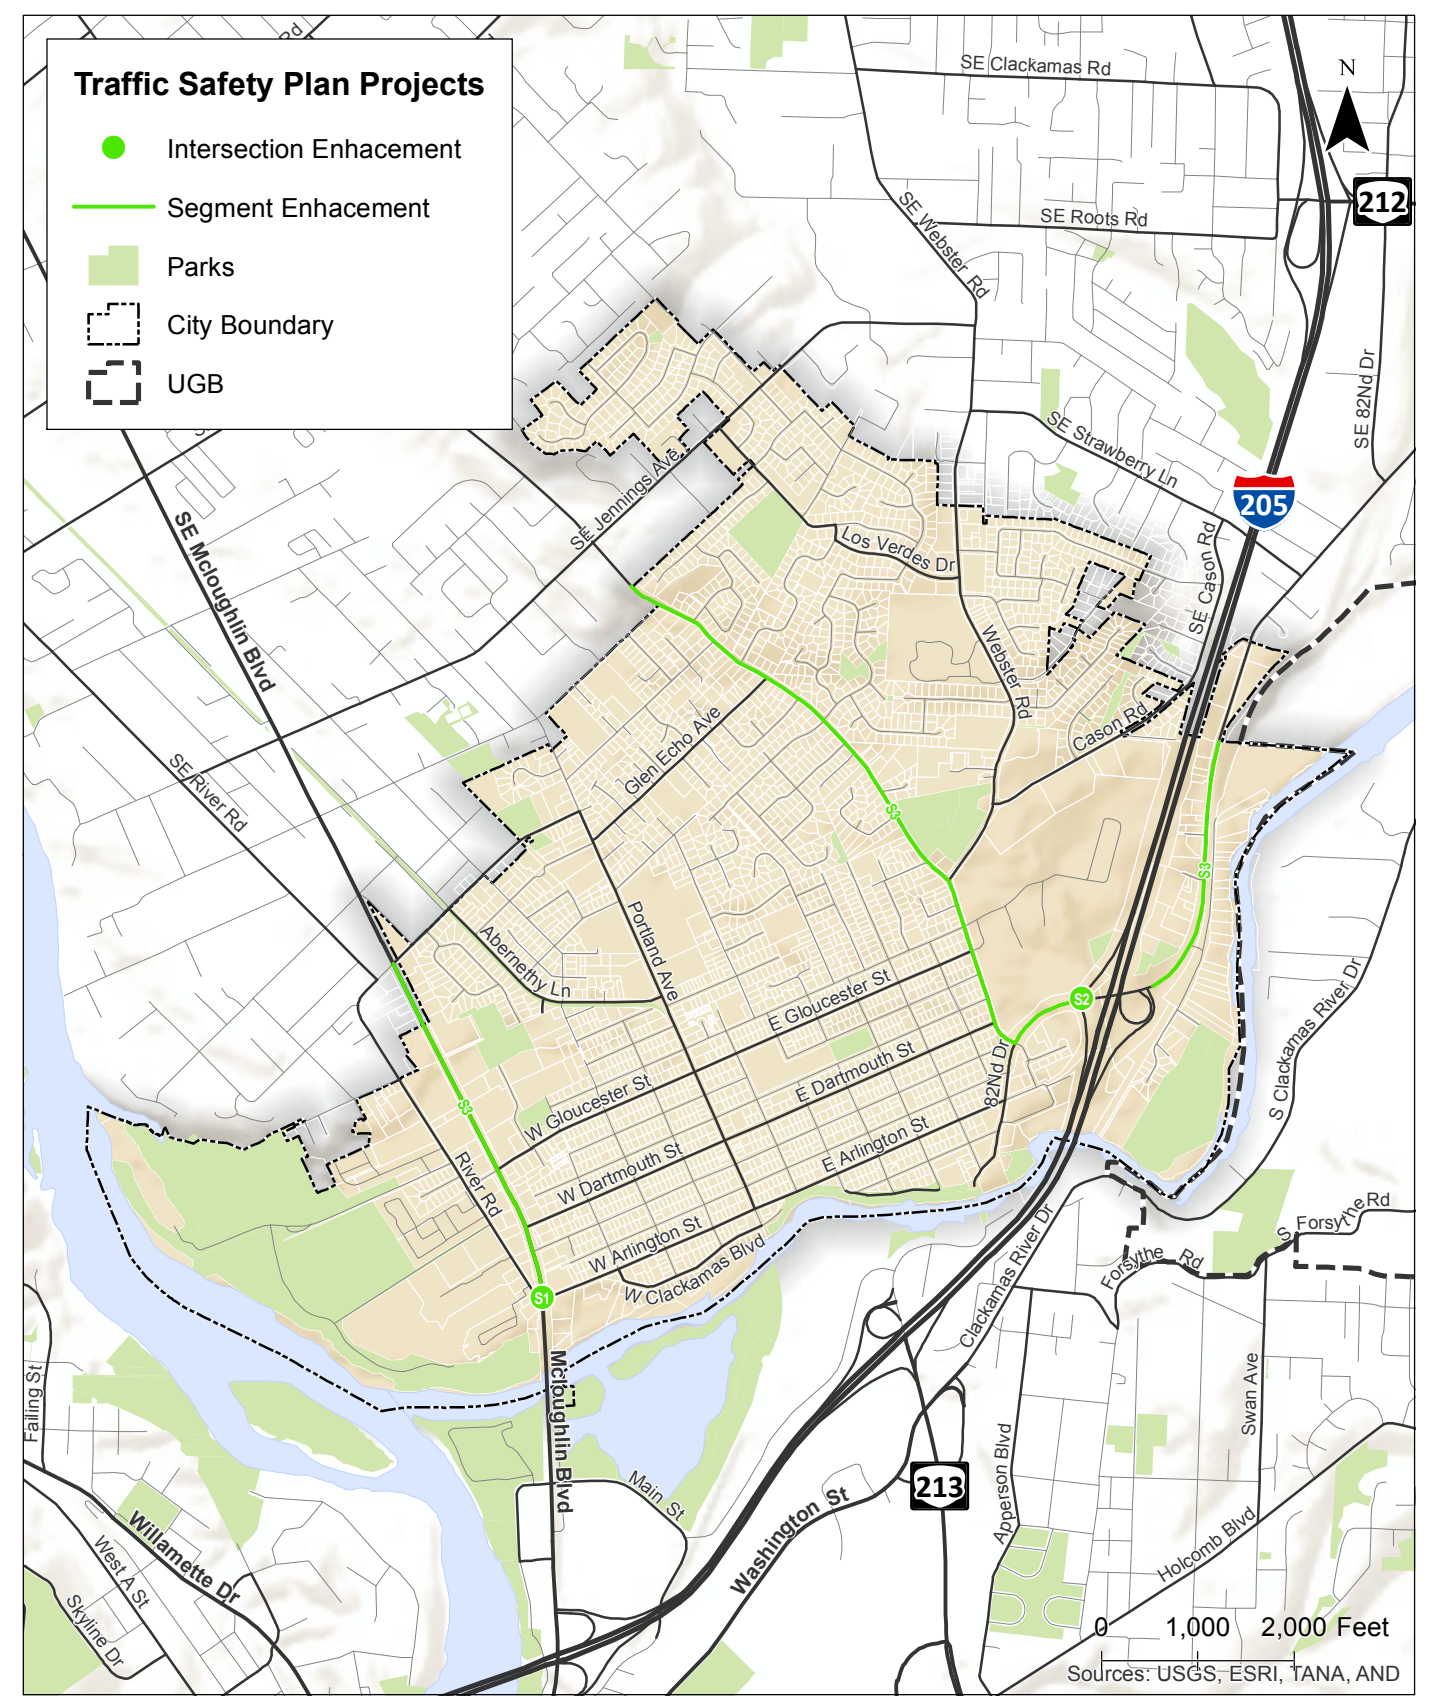 Traffic Safety Plan Projects
Intersection Enhacement
Segment Enhacement
Parks
City Boundary
UGB
Rd
SE Clackamas Rd
N
212
SE Webster Rd
SE Roots Rd
SE 82Nd Dr
SE Strawberry Ln
SE Jennings Ave
205
SE Mcloughlin Blvd
Los Verdes Dr
SE Cason Rd
Webster Rd
Cason Rd
Glen Echo Ave
SE River Rd
S3
S3
Portland Ave
Abernethy Ln
E Gloucester St
S2
S Clackamas River Dr
82Nd Dr
E Dartmouth St
W Gloucester St
S3
E Arlington St
W Dartmouth St
River Rd
W Arlington St
W Clackamas Blvd
S1
Clackamas River Dr
Forsythe Rd
S Forsythe Rd
Mcloughlin Blvd
Failing St
Swan Ave
Main St
213
Apperson Blvd
Washington St
Holcomb Blvd
Willamette Dr
West A St
Skyline Dr
0 1,000 2,000 Feet
Sources: USGS, ESRI, TANA, AND